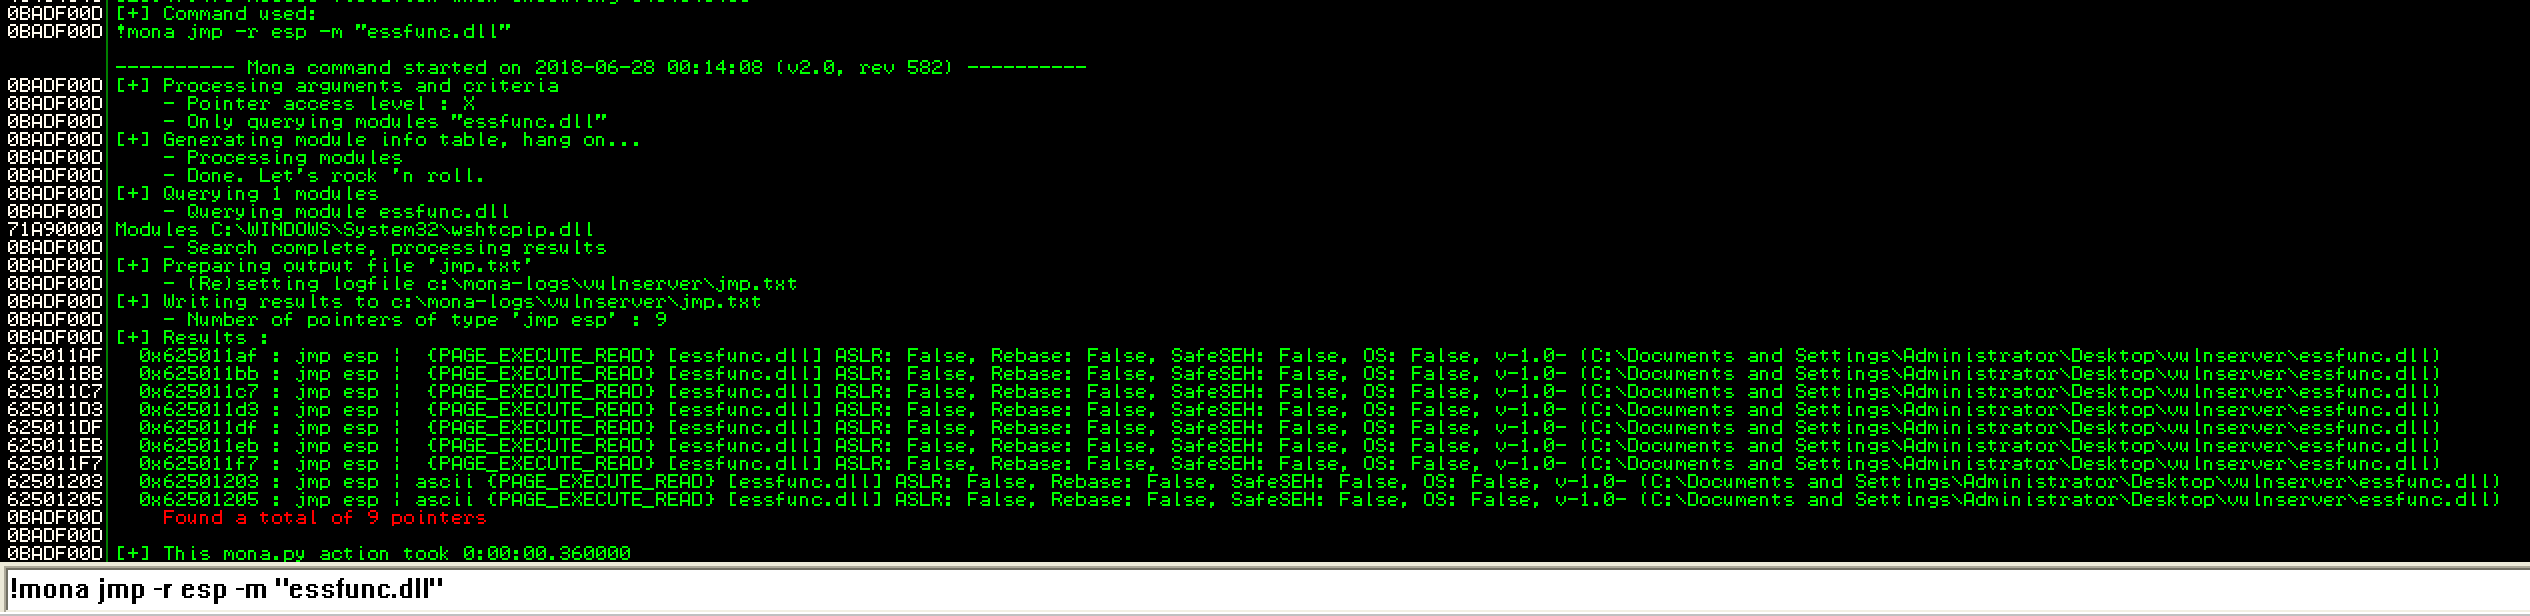 0BADF00D [+] Command used:
0BADF00D !mona jmp -r esp -m "essfunc.dll"
---------- Mona command started on 2018-06-28 00:14:08 (v2.0, rev 582) ----------
0BADF00D [+] Processing arguments and criteria
0BADF00D - Pointer access level : X
0BADF00D - Only querying modules "essfunc.dll"
0BADF00D [+] Generating module info table, hang on...
0BADF00D - Processing modules
0BADF00D - Done. Let's rock 'n roll.
0BADF00D [+] Querying 1 modules
0BADF00D - Querying module essfunc.dll
71A90000 Modules C:\WINDOWS\System32\wshtcpip.dll
0BADF00D - Search complete, processing results
0BADF00D [+] Preparing output file 'jmp.txt'
0BADF00D - (Re)setting logfile c:\mona-logs\vulnserver\jmp.txt
0BADF00D [+] Writing results to c:\mona-logs\vulnserver\jmp.txt
0BADF00D - Number of pointers of type 'jmp esp' : 9
0BADF00D [+] Results :
625011AF 0x625011af : jmp esp | {PAGE_EXECUTE_READ} [essfunc.dll] ASLR: False, Rebase: False, SafeSEH: False, OS: False, v-1.0- (C:\Documents and Settings\Administrator\Desktop\vulnserver\essfunc.dll)
625011BB 0x625011bb : jmp esp | {PAGE_EXECUTE_READ} [essfunc.dll] ASLR: False, Rebase: False, SafeSEH: False, OS: False, v-1.0- (C:\Documents and Settings\Administrator\Desktop\vulnserver\essfunc.dll)
625011C7 0x625011c7 : jmp esp | {PAGE_EXECUTE_READ} [essfunc.dll] ASLR: False, Rebase: False, SafeSEH: False, OS: False, v-1.0- (C:\Documents and Settings\Administrator\Desktop\vulnserver\essfunc.dll)
625011D3 0x625011d3 : jmp esp | {PAGE_EXECUTE_READ} [essfunc.dll] ASLR: False, Rebase: False, SafeSEH: False, OS: False, v-1.0- (C:\Documents and Settings\Administrator\Desktop\vulnserver\essfunc.dll)
625011DF 0x625011df : jmp esp | {PAGE_EXECUTE_READ} [essfunc.dll] ASLR: False, Rebase: False, SafeSEH: False, OS: False, v-1.0- (C:\Documents and Settings\Administrator\Desktop\vulnserver\essfunc.dll)
625011EB 0x625011eb : jmp esp | {PAGE_EXECUTE_READ} [essfunc.dll] ASLR: False, Rebase: False, SafeSEH: False, OS: False, v-1.0- (C:\Documents and Settings\Administrator\Desktop\vulnserver\essfunc.dll)
625011F7 0x625011f7 : jmp esp | {PAGE_EXECUTE_READ} [essfunc.dll] ASLR: False, Rebase: False, SafeSEH: False, OS: False, v-1.0- (C:\Documents and Settings\Administrator\Desktop\vulnserver\essfunc.dll)
62501203 0x62501203 : jmp esp | ascii {PAGE_EXECUTE_READ} [essfunc.dll] ASLR: False, Rebase: False, SafeSEH: False, OS: False, v-1.0- (C:\Documents and Settings\Administrator\Desktop\vulnserver\essfunc.dll)
62501205 0x62501205 : jmp esp | ascii {PAGE_EXECUTE_READ} [essfunc.dll] ASLR: False, Rebase: False, SafeSEH: False, OS: False, v-1.0- (C:\Documents and Settings\Administrator\Desktop\vulnserver\essfunc.dll)
0BADF00D Found a total of 9 pointers
0BADF00D
0BADF00D [+] This mona.py action took 0:00:00.360000
!mona jmp -r esp -m "essfunc.dll"